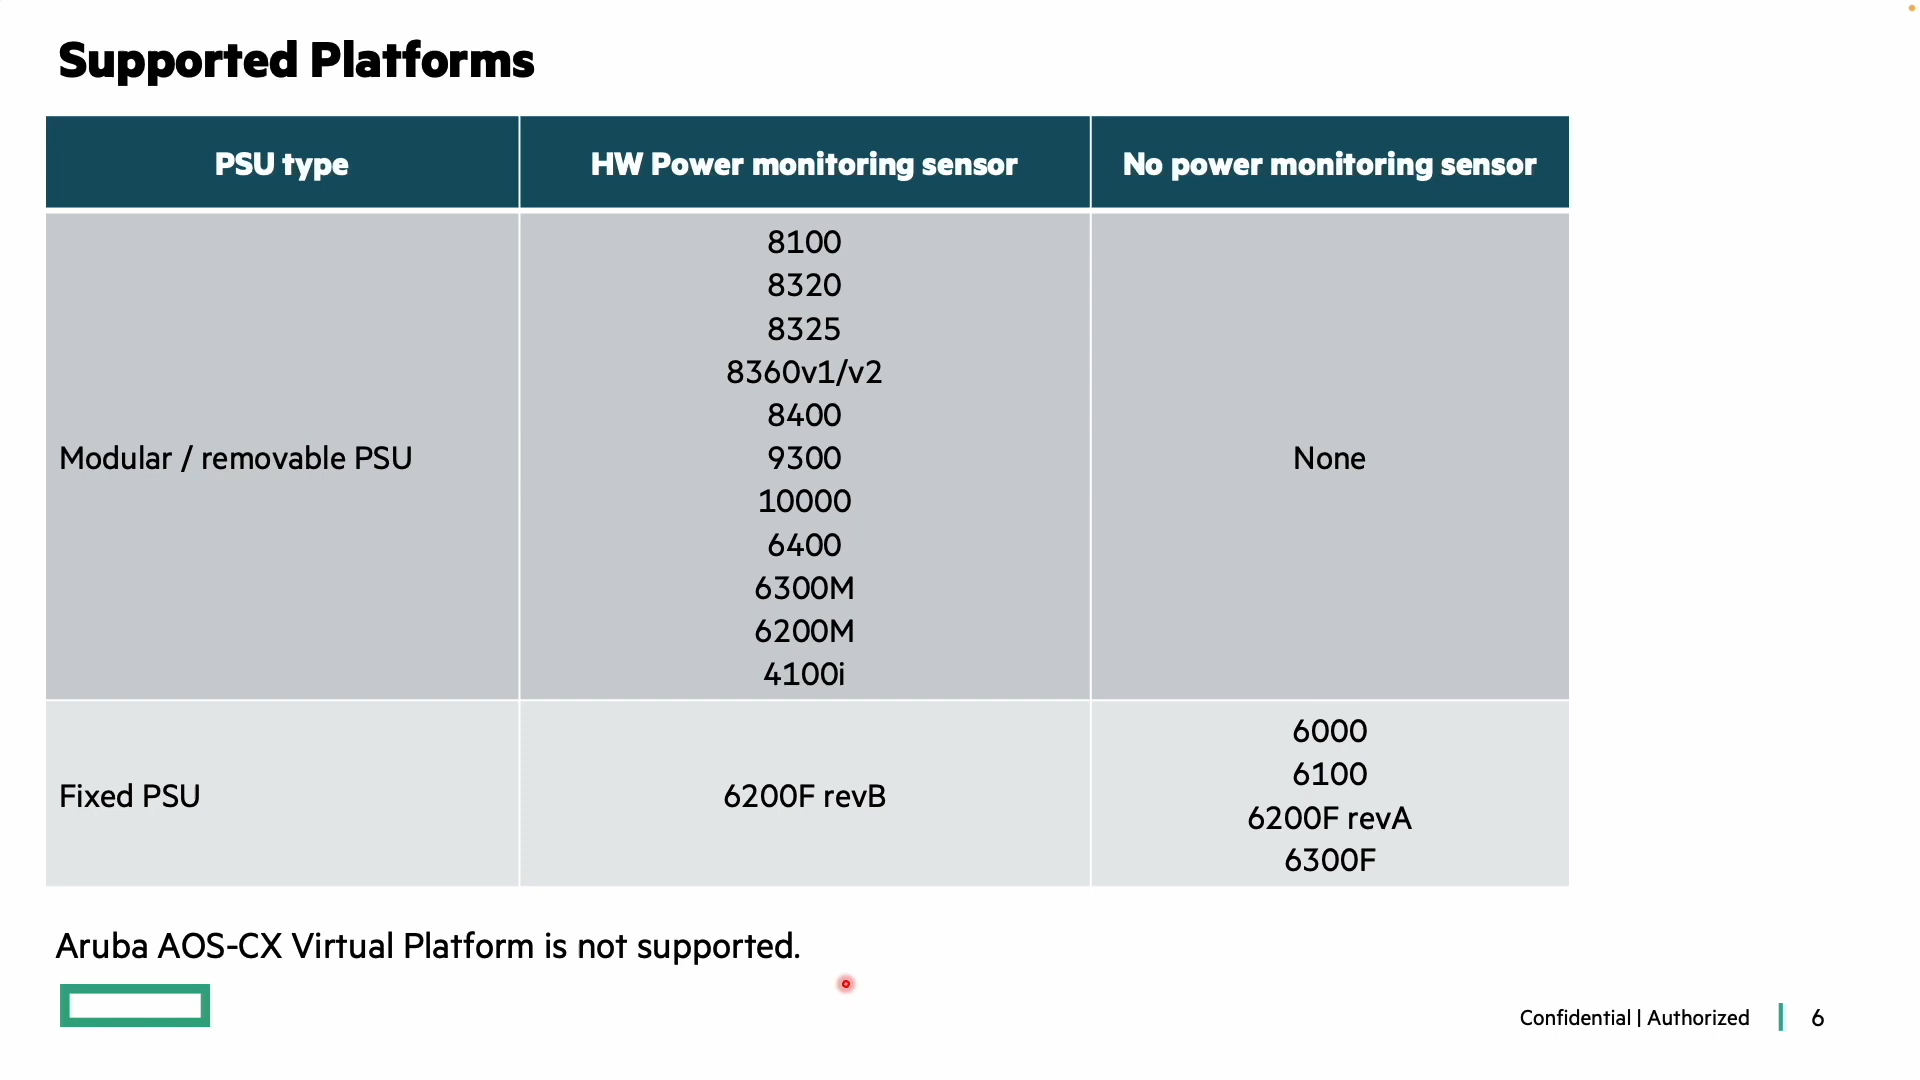 Supported Platforms
PSU type
HW Power monitoring sensor
No power monitoring sensor
Modular / removable PSU
8100
8320
8325
8360v1/v2
8400
9300
10000
6400
6300M
6200M
4100i
None
Fixed PSU
6200F revB
6000
6100
6200F revA
6300F
Aruba AOS-CX Virtual Platform is not supported.
Confidential | Authorized
6